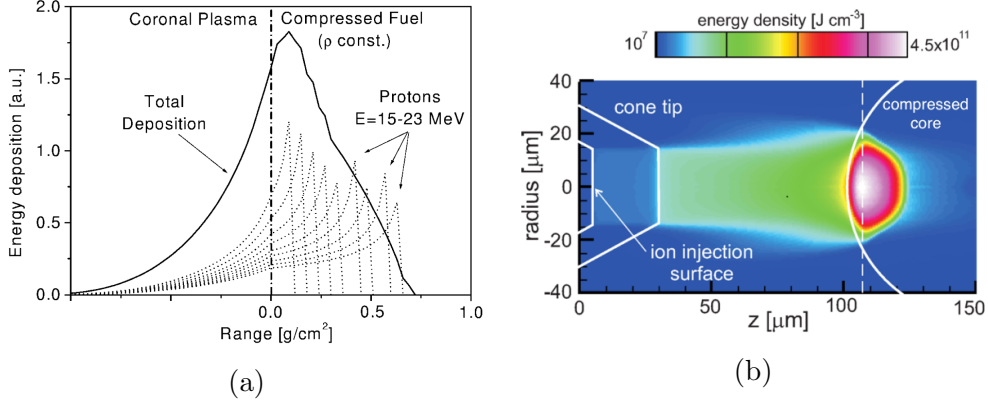 Coronal Plasma
Compressed Fuel
(ρ const.)
Total
Deposition
Protons
E=15-23 MeV
Energy deposition [a.u.]
2.0
1.5
1.0
0.5
0.0
0.0
0.5
1.0
Range [g/cm²]
(a)
energy density [J cm⁻³]
10⁷
4.5x10¹¹
cone tip
compressed
core
ion injection
surface
radius [μm]
40
20
0
-20
-40
0
50
100
150
z [μm]
(b)